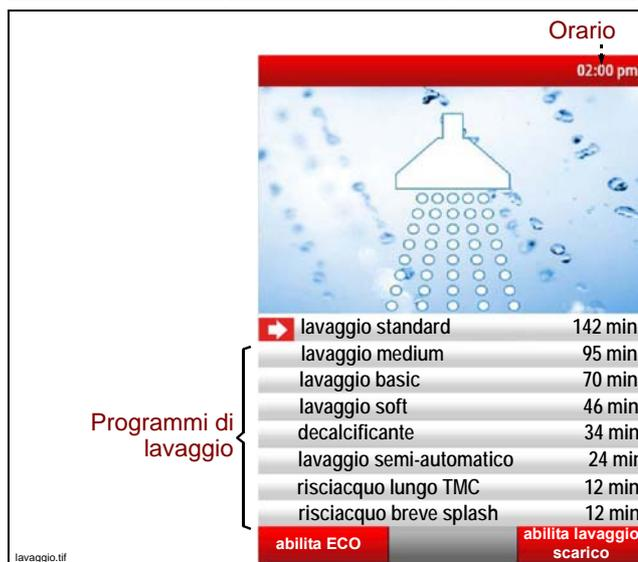 Orario
02:00 pm
lavaggio standard 142 min
lavaggio medium 95 min
lavaggio basic 70 min
lavaggio soft 46 min
decalcificante 34 min
lavaggio semi-automatico 24 min
risciacquo lungo TMC 12 min
risciacquo breve splash 12 min
Programmi di
lavaggio
abilita ECO
abilita lavaggio
scarico
lavaggio.tif